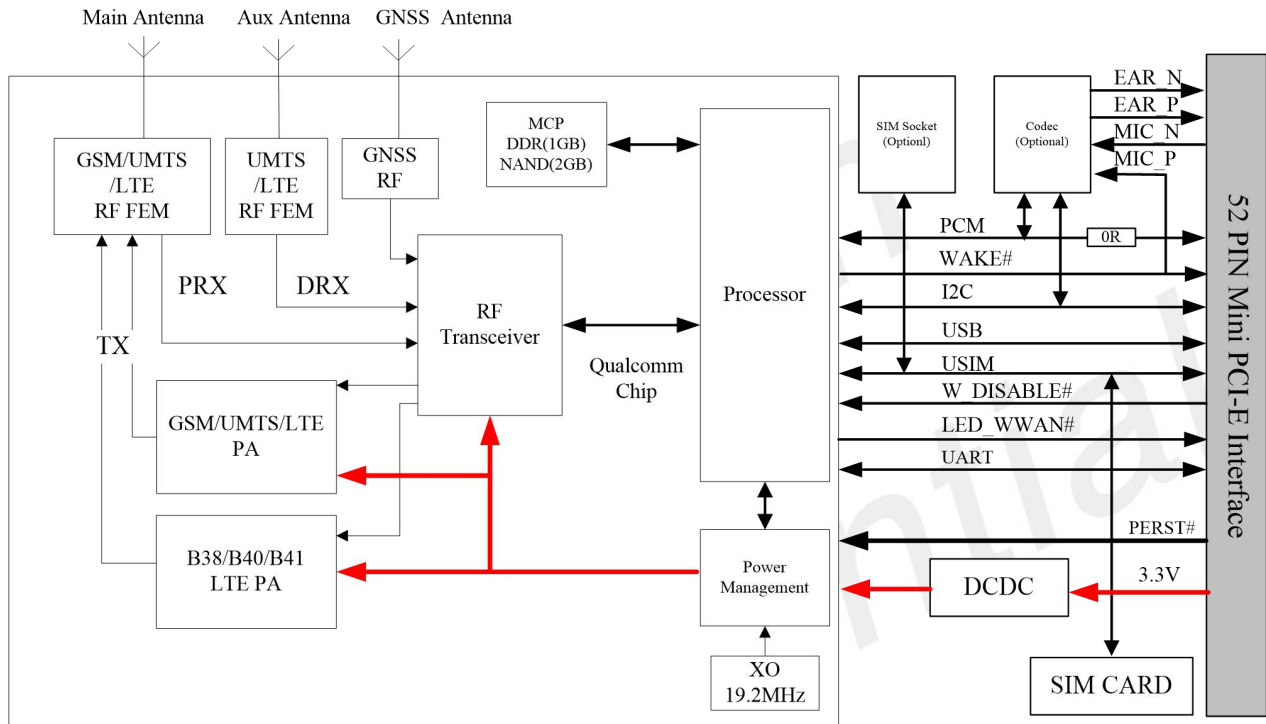 Main Antenna
Aux Antenna
GNSS Antenna
GSM/UMTS
/LTE
RF FEM
UMTS
/LTE
RF FEM
GNSS
RF
MCP
DDR(1GB)
NAND(2GB)
SIM Socket
(Optionl)
Codec
(Optional)
EAR_N
EAR_P
MIC_N
MIC_P
PCM
0R
WAKE#
I2C
USB
USIM
W_DISABLE#
LED_WWAN#
UART
PERST#
3.3V
52 PIN Mini PCI-E Interface
PRX
DRX
TX
RF
Transceiver
Processor
Qualcomm
Chip
GSM/UMTS/LTE
PA
B38/B40/B41
LTE PA
Power
Management
DCDC
XO
19.2MHz
SIM CARD